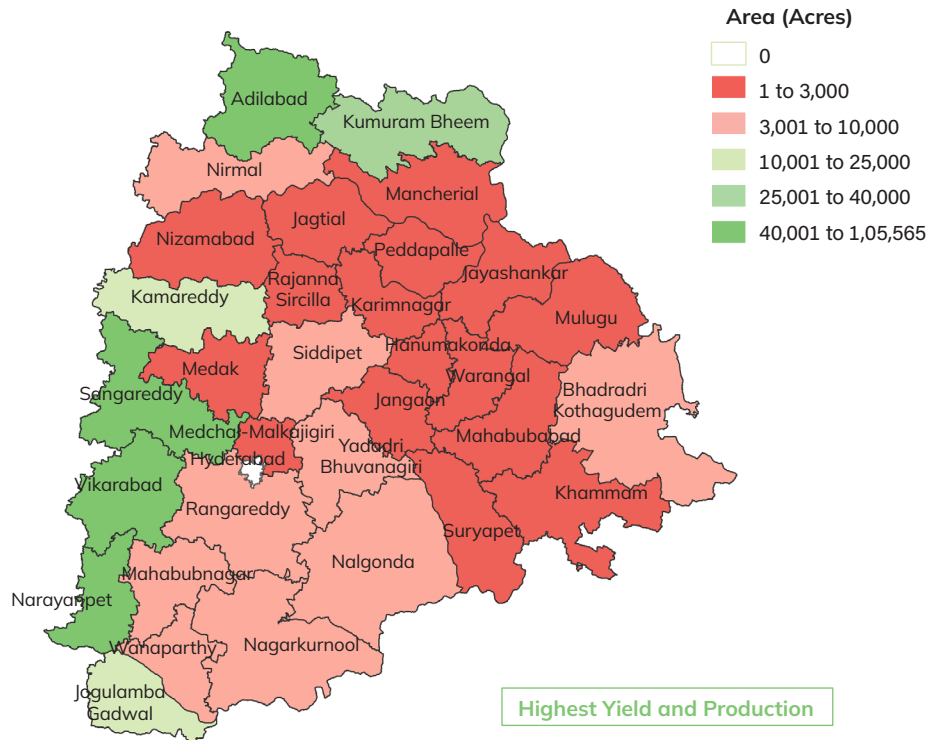 Area (Acres)
0
1 to 3,000
3,001 to 10,000
10,001 to 25,000
25,001 to 40,000
40,001 to 1,05,565
Adilabad
Kumuram Bheem
Nirmal
Mancherial
Jagtial
Nizamabad
Peddapalle
Jayashankar
Rajanna
Sircilla
Kamareddy
Karimnagar
Mulugu
Hanumakonda
Siddipet
Medak
Warangal
Bhadradri
Kothagudem
Sangareddy
Jangaon
Medchal-Malkajigiri
Mahabubabad
Yadadri
Bhuvanagiri
Hyderabad
Vikarabad
Khammam
Rangareddy
Suryapet
Nalgonda
Mahabubnagar
Narayanpet
Wanaparthy
Nagarkurnool
Jogulamba
Gadwal
Highest Yield and Production